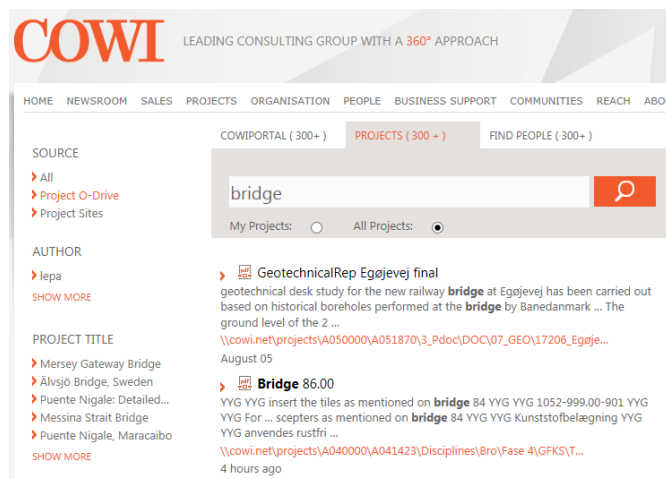 COWI
LEADING CONSULTING GROUP WITH A 360° APPROACH
HOME NEWSROOM SALES PROJECTS ORGANISATION PEOPLE BUSINESS SUPPORT COMMUNITIES REACH ABO
COWIPORTAL ( 300+ ) PROJECTS ( 300 + ) FIND PEOPLE ( 300+ )
SOURCE
All
Project O-Drive
Project Sites
bridge
My Projects: All Projects:
AUTHOR
lepa
SHOW MORE
PROJECT TITLE
Mersey Gateway Bridge
Älvsjö Bridge, Sweden
Puente Nigale: Detailed...
Messina Strait Bridge
Puente Nigale, Maracaibo
SHOW MORE
GeotechnicalRep Egøjevej final
geotechnical desk study for the new railway bridge at Egøjevej has been carried out
based on historical boreholes performed at the bridge by Banedanmark ... The
ground level of the 2 ...
\\cowi.net\projects\A050000\A051870\3_Pdoc\DOC\07_GEO\17206_Egøje...
August 05
Bridge 86.00
YYG YYG insert the tiles as mentioned on bridge 84 YYG YYG 1052-999.00-901 YYG
YYG For ... scepters as mentioned on bridge 84 YYG YYG Kunststofbelægning YYG
YYG anvendes rustfri ...
\\cowi.net\projects\A040000\A041423\Disciplines\Bro\Fase 4\GFKS\T...
4 hours ago